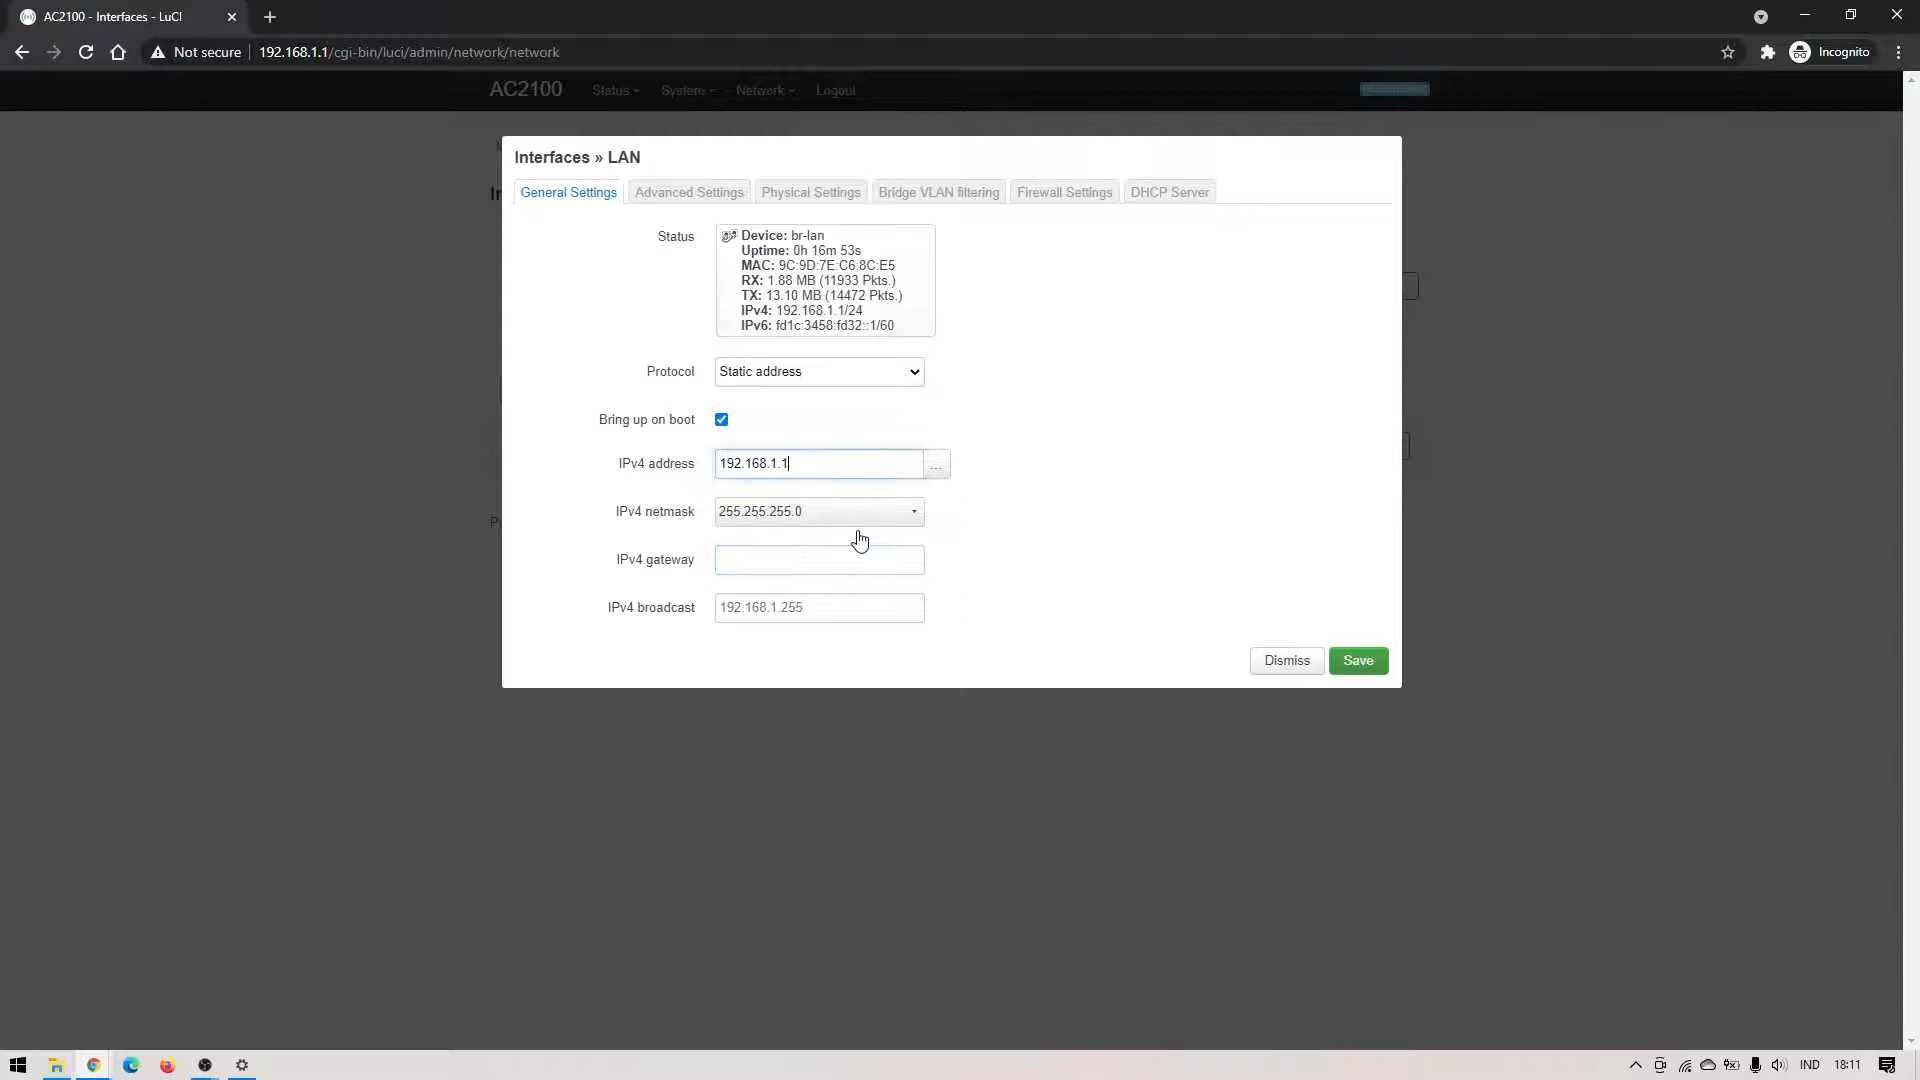 AC2100 - Interfaces - LuCI
Not secure 192.168.1.1/cgi-bin/luci/admin/network/network Incognito
AC2100 Status System Network Logout
Interfaces » LAN
General Settings Advanced Settings Physical Settings Bridge VLAN filtering Firewall Settings DHCP Server
Status
Device: br-lan
Uptime: 0h 16m 53s
MAC: 9C:9D:7E:C6:8C:E5
RX: 1.88 MB (11933 Pkts.)
TX: 13.10 MB (14472 Pkts.)
IPv4: 192.168.1.1/24
IPv6: fd1c:3458:fd32::1/60
Protocol Static address
Bring up on boot
IPv4 address 192.168.1.1 ...
IPv4 netmask 255.255.255.0
IPv4 gateway
IPv4 broadcast 192.168.1.255
Dismiss Save
IND 18:11